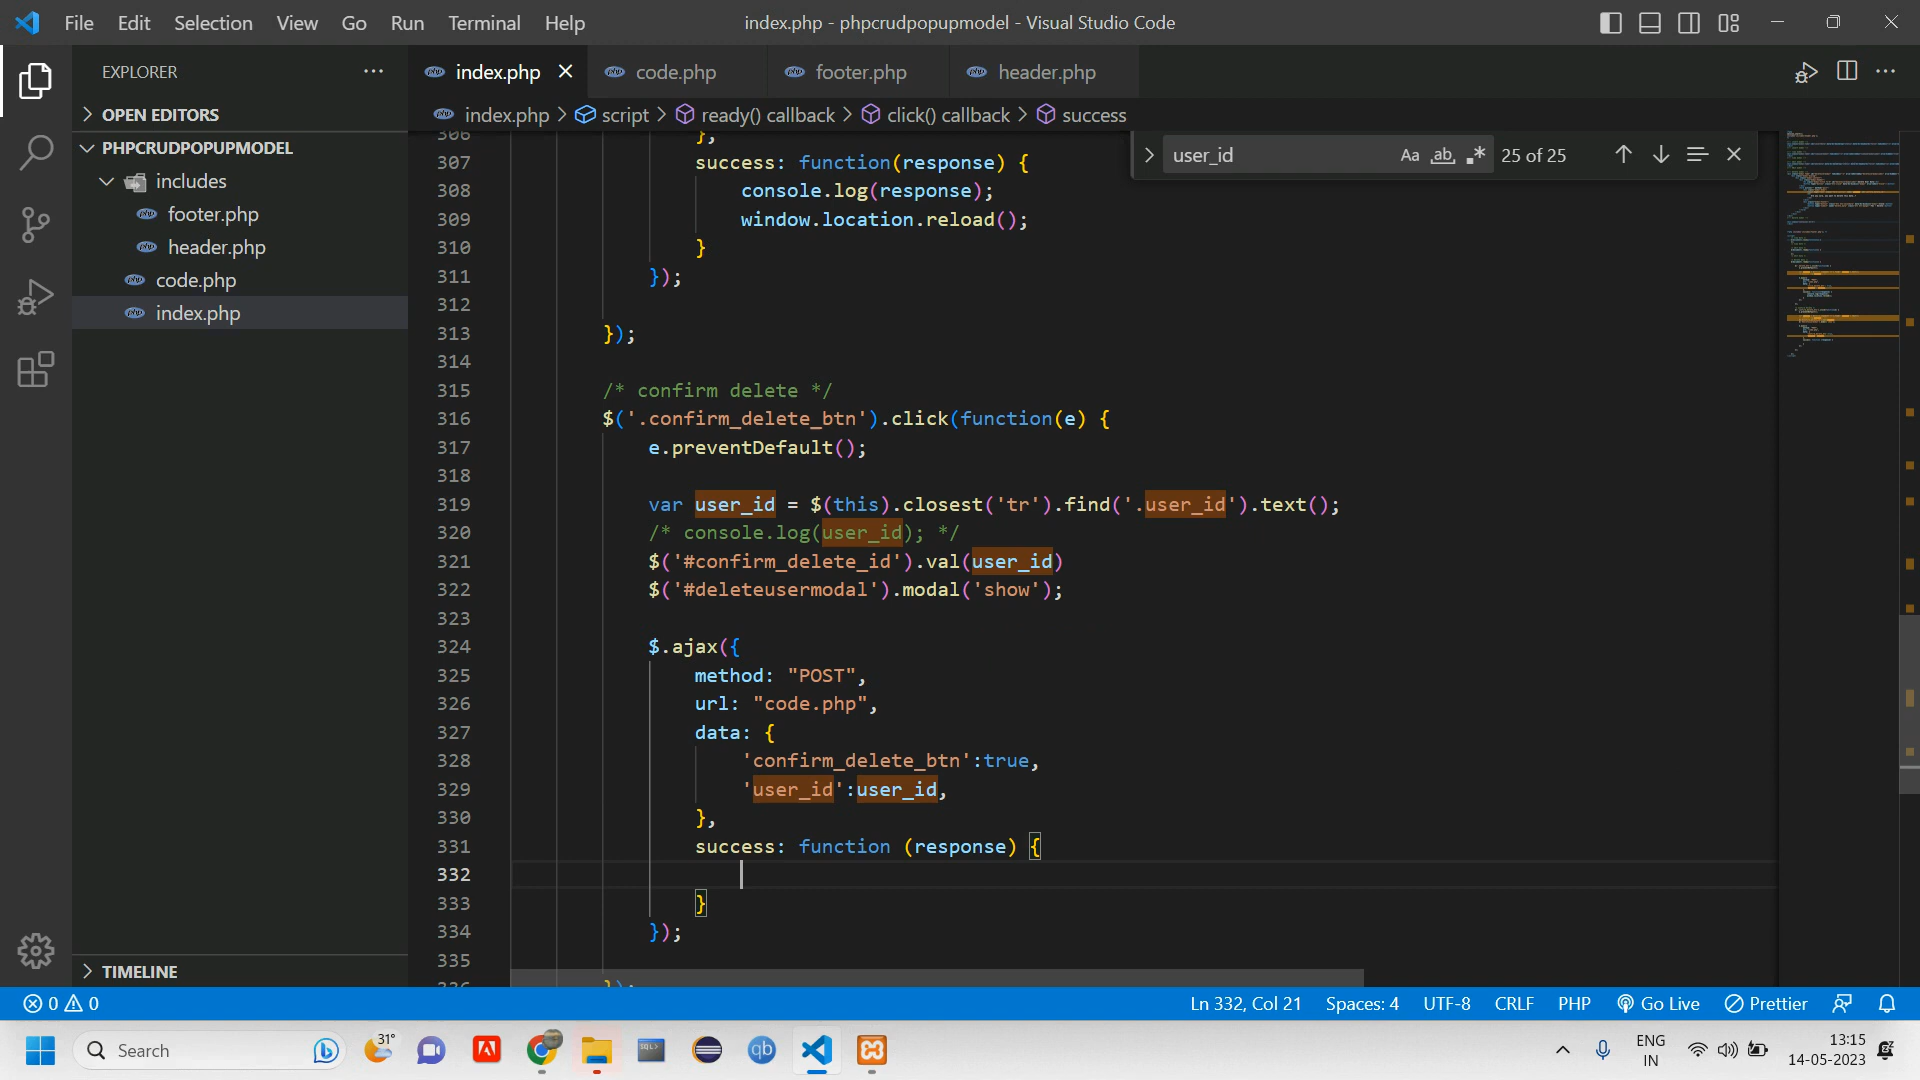 File Edit Selection View Go Run Terminal Help
index.php - phpcrudpopupmodel - Visual Studio Code
EXPLORER
OPEN EDITORS
PHPCRUDPOPUPMODEL
includes
footer.php
header.php
code.php
index.php
TIMELINE
index.php code.php footer.php header.php
index.php > script > ready() callback > click() callback > success
user_id Aa ab 25 of 25
306 },
307 success: function(response) {
308 console.log(response);
309 window.location.reload();
310 }
311 });
312
313 });
314
315 /* confirm delete */
316 $('.confirm_delete_btn').click(function(e) {
317 e.preventDefault();
318
319 var user_id = $(this).closest('tr').find('.user_id').text();
320 /* console.log(user_id); */
321 $('#confirm_delete_id').val(user_id)
322 $('#deleteusermodal').modal('show');
323
324 $.ajax({
325 method: "POST",
326 url: "code.php",
327 data: {
328 'confirm_delete_btn':true,
329 'user_id':user_id,
330 },
331 success: function (response) {
332
333 }
334 });
335
0 0 Ln 332, Col 21 Spaces: 4 UTF-8 CRLF PHP Go Live Prettier
Search 31° qb ENG IN 13:15
14-05-2023